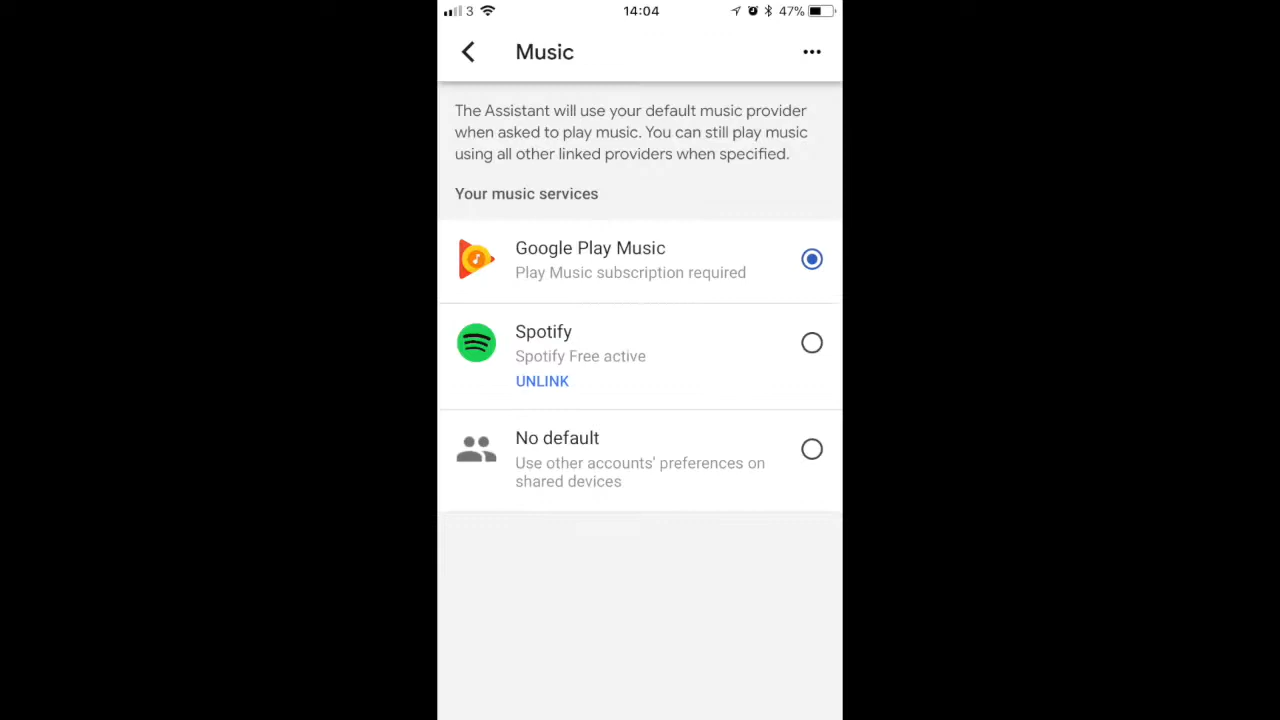 3 14:04 47%
Music
The Assistant will use your default music provider
when asked to play music. You can still play music
using all other linked providers when specified.
Your music services
Google Play Music
Play Music subscription required
Spotify
Spotify Free active
UNLINK
No default
Use other accounts' preferences on
shared devices